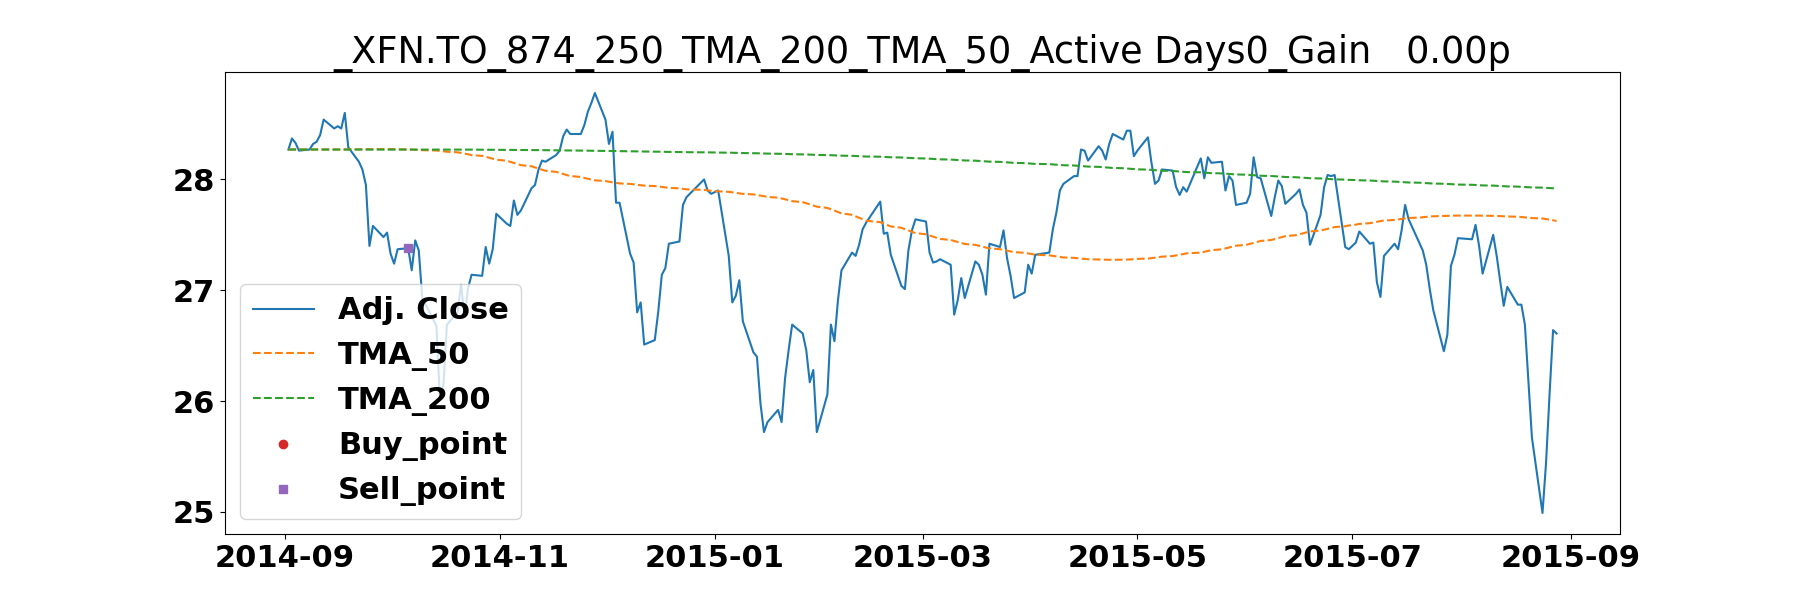 _XFN.TO_874_250_TMA_200_TMA_50_Active Days0_Gain   0.00p
28
27
26
25
Adj. Close
TMA_50
TMA_200
Buy_point
Sell_point
2014-09 2014-11 2015-01 2015-03 2015-05 2015-07 2015-09